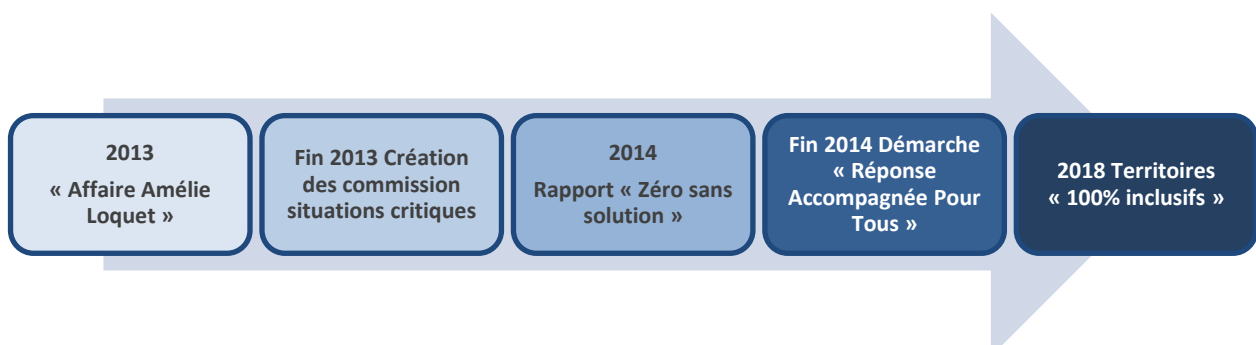 2013
« Affaire Amélie
Loquet »
Fin 2013 Création
des commission
situations critiques
2014
Rapport « Zéro sans
solution »
Fin 2014 Démarche
« Réponse
Accompagnée Pour
Tous »
2018 Territoires
« 100% inclusifs »